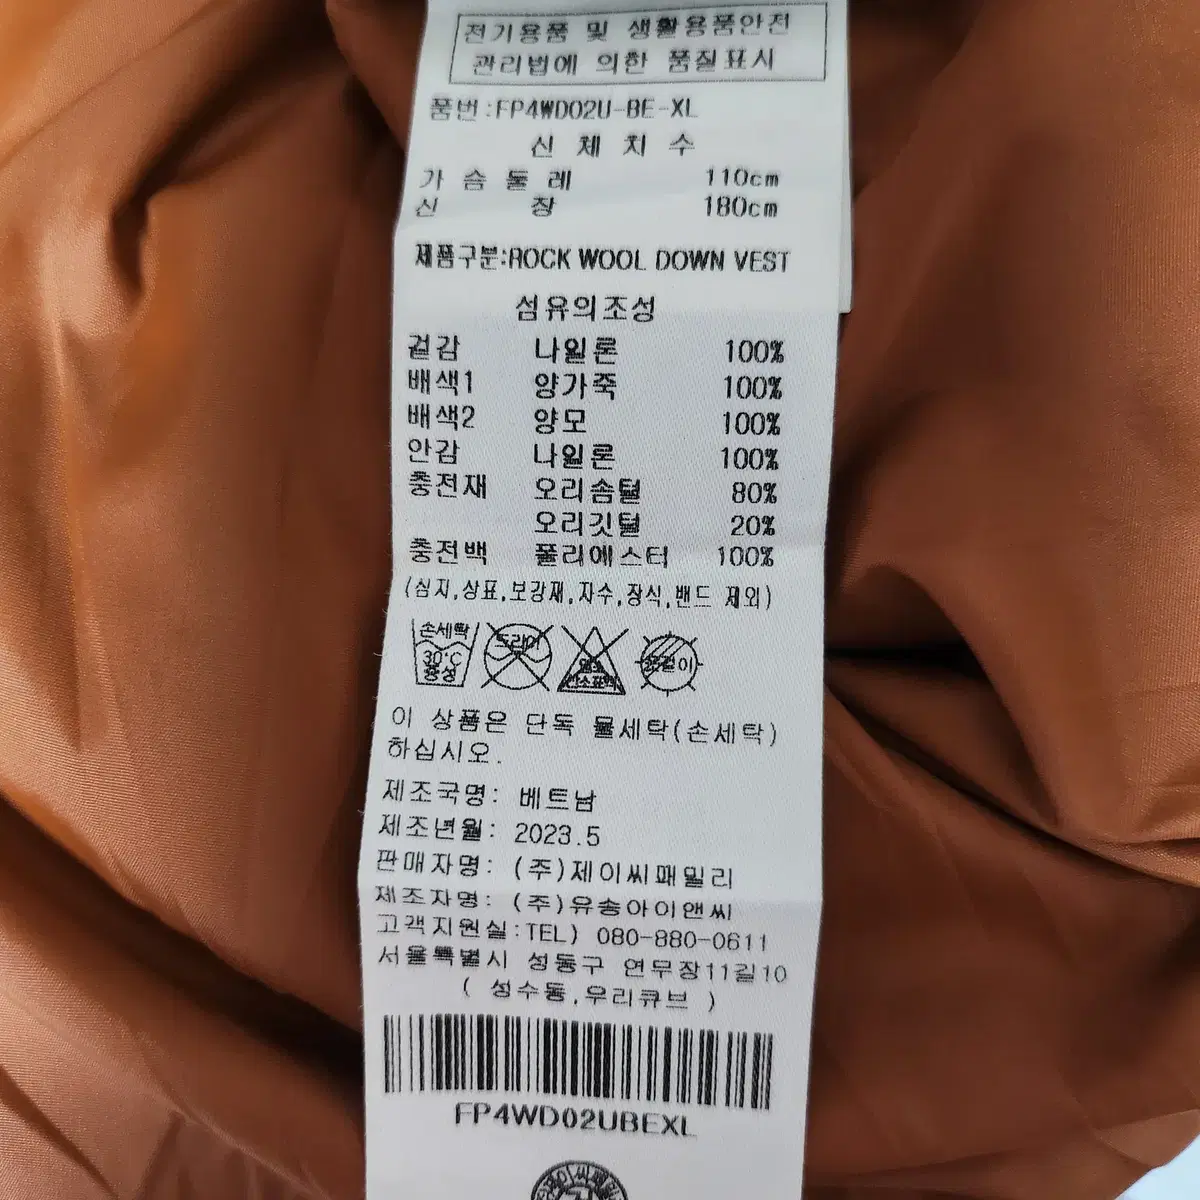 전기용품 및 생활용품안전
관리법에 의한 품질표시
품번:FP4WD02U-BE-XL
신 체 치 수
가 슴 둘 레 110cm
신 장 180cm
제품구분:ROCK WOOL DOWN VEST
섬유의조성
겉감 나일론 100%
배색1 양가죽 100%
배색2 양모 100%
안감 나일론 100%
충전재 오리솜털 80%
오리깃털 20%
충전백 폴리에스터 100%
(심지,상표,보강재,자수,장식,밴드 제외)
손세탁 드라이
30℃ 염소 옷걸이
중성 산소표백
이 상품은 단독 물세탁(손세탁)
하십시오.
제조국명: 베트남
제조년월: 2023.5
판매자명: (주)제이씨패밀리
제조자명: (주)유송아이앤씨
고객지원실:TEL) 080-880-0611
서울특별시 성동구 연무장11길10
( 성수동,우리큐브 )
FP4WD02UBEXL